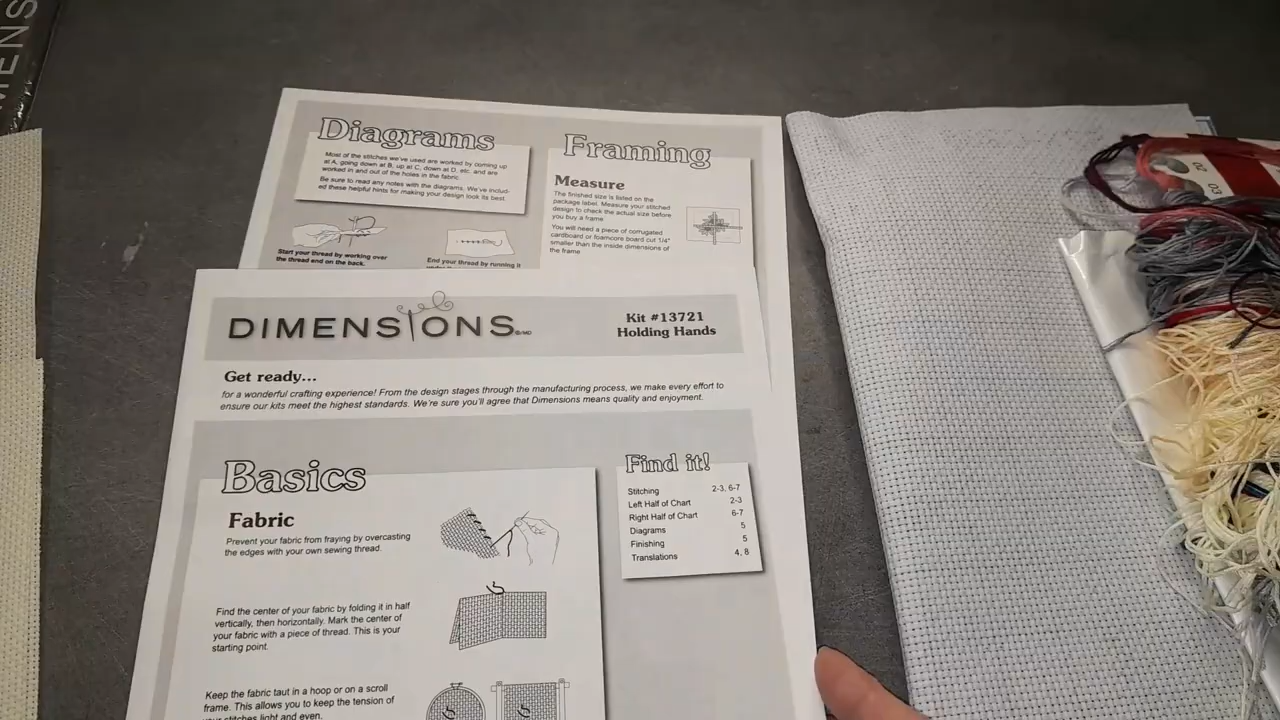 MENS
Diagrams
Most of the stitches we've used are worked by coming up
at A, going down at B, up at C, down at D, etc. and are
worked in and out of the holes in the fabric.
Be sure to read any notes with the diagrams. We've includ-
ed these helpful hints for making your design look its best.
Start your thread by working over
the thread end on the back.
End your thread by running it
Framing
Measure
The finished size is listed on the
package label. Measure your stitched
design to check the actual size before
you buy a frame.
You will need a piece of corrugated
cardboard or foamcore board cut 1/4"
smaller than the inside dimensions of
the frame
DIMENSIONS
Kit #13721
Holding Hands
Get ready...
for a wonderful crafting experience! From the design stages through the manufacturing process, we make every effort to
ensure our kits meet the highest standards. We're sure you'll agree that Dimensions means quality and enjoyment.
Basics
Fabric
Prevent your fabric from fraying by overcasting
the edges with your own sewing thread.
Find the center of your fabric by folding it in half
vertically, then horizontally. Mark the center of
your fabric with a piece of thread. This is your
starting point.
Keep the fabric taut in a hoop or on a scroll
frame. This allows you to keep the tension of
your stitches light and even.
Find it!
Stitching 2-3, 6-7
Left Half of Chart 2-3
Right Half of Chart 6-7
Diagrams 5
Finishing 5
Translations 4, 8